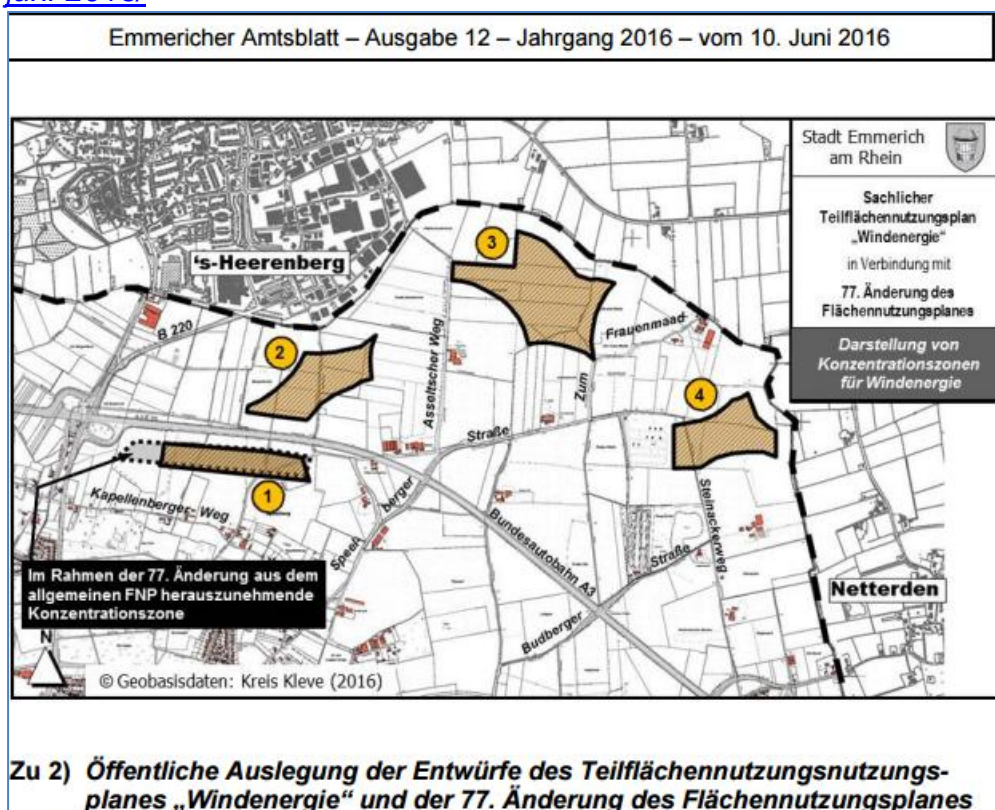 juni 2016/
Emmericher Amtsblatt – Ausgabe 12 – Jahrgang 2016 – vom 10. Juni 2016
Stadt Emmerich
am Rhein
Sachlicher
Teilflächennutzungsplan
„Windenergie“
in Verbindung mit
77. Änderung des
Flächennutzungsplanes
Darstellung von
Konzentrationszonen
für Windenergie
3
's-Heerenberg
B 220
2
Asseltscher Weg
Frauenmaad
Zum
4
Straße
1
Kapellenberger- Weg
berger
Speel
Bundesautobahn A3
Steinackerweg
Straße
Budberger
Netterden
Im Rahmen der 77. Änderung aus dem
allgemeinen FNP herauszunehmende
Konzentrationszone
N
© Geobasisdaten: Kreis Kleve (2016)
Zu 2) Öffentliche Auslegung der Entwürfe des Teilflächennutzungsnutzungs-
planes „Windenergie“ und der 77. Änderung des Flächennutzungsplanes